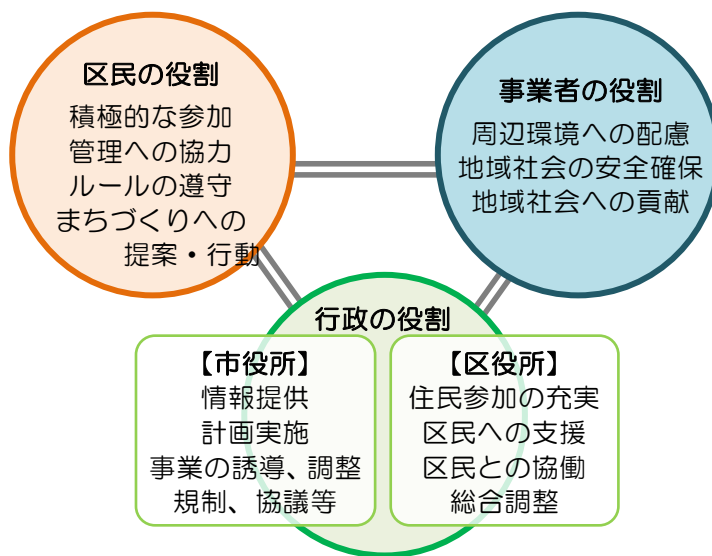 区民の役割
積極的な参加
管理への協力
ルールの遵守
まちづくりへの
提案・行動
事業者の役割
周辺環境への配慮
地域社会の安全確保
地域社会への貢献
行政の役割
【市役所】
情報提供
計画実施
事業の誘導、調整
規制、協議等
【区役所】
住民参加の充実
区民への支援
区民との協働
総合調整